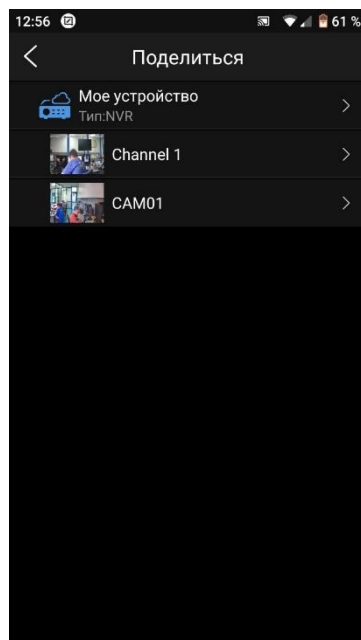 12:56 61 %
Поделиться
Мое устройство
Тип:NVR
Channel 1
CAM01